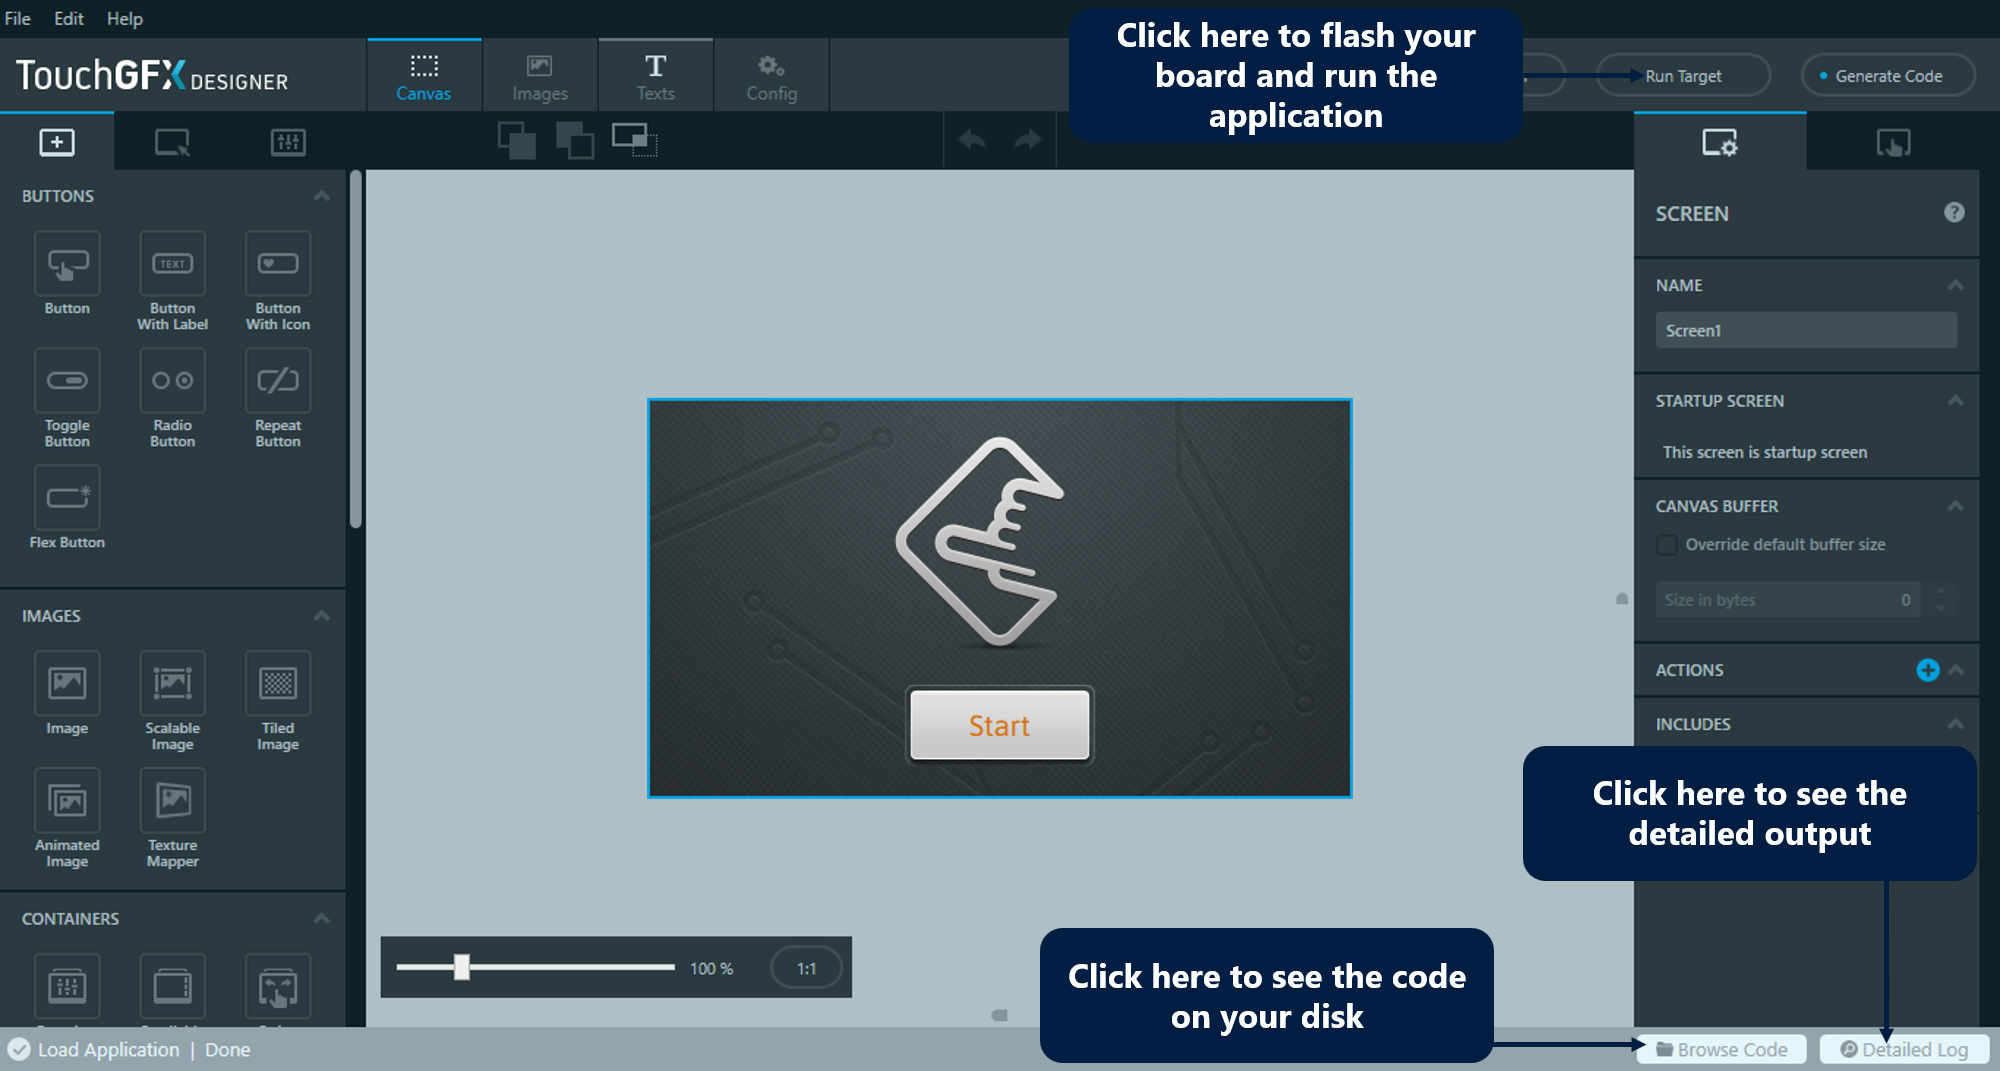 File Edit Help
Click here to flash your
board and run the
application
TouchGFX DESIGNER
Canvas
Images
Texts
Config
Run Target
Generate Code
BUTTONS
Button
Button
With Label
TEXT
Button
With Icon
Toggle
Button
Radio
Button
Repeat
Button
Flex Button
IMAGES
Image
Scalable
Image
Tiled
Image
Animated
Image
Texture
Mapper
CONTAINERS
Start
100 %
1:1
SCREEN
?
NAME
Screen1
STARTUP SCREEN
This screen is startup screen
CANVAS BUFFER
Override default buffer size
Size in bytes 0
ACTIONS
INCLUDES
Click here to see the
detailed output
Click here to see the code
on your disk
Load Application | Done
Browse Code
Detailed Log